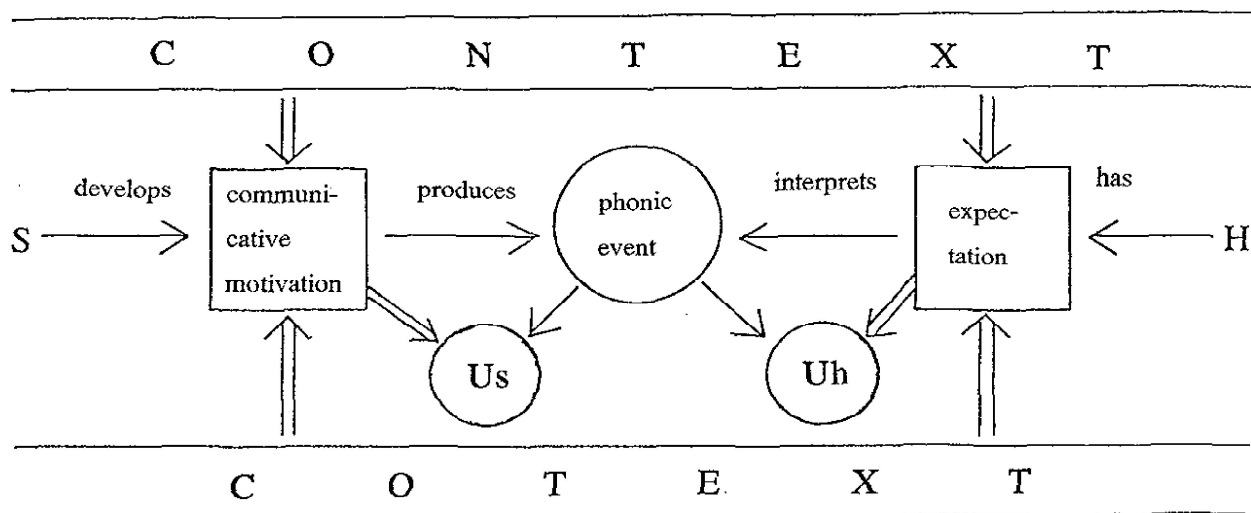 C O N T E X T
develops
communi-
cative
motivation
produces
phonic
event
interprets
expec-
tation
has
S
H
Us
Uh
C O T E X T